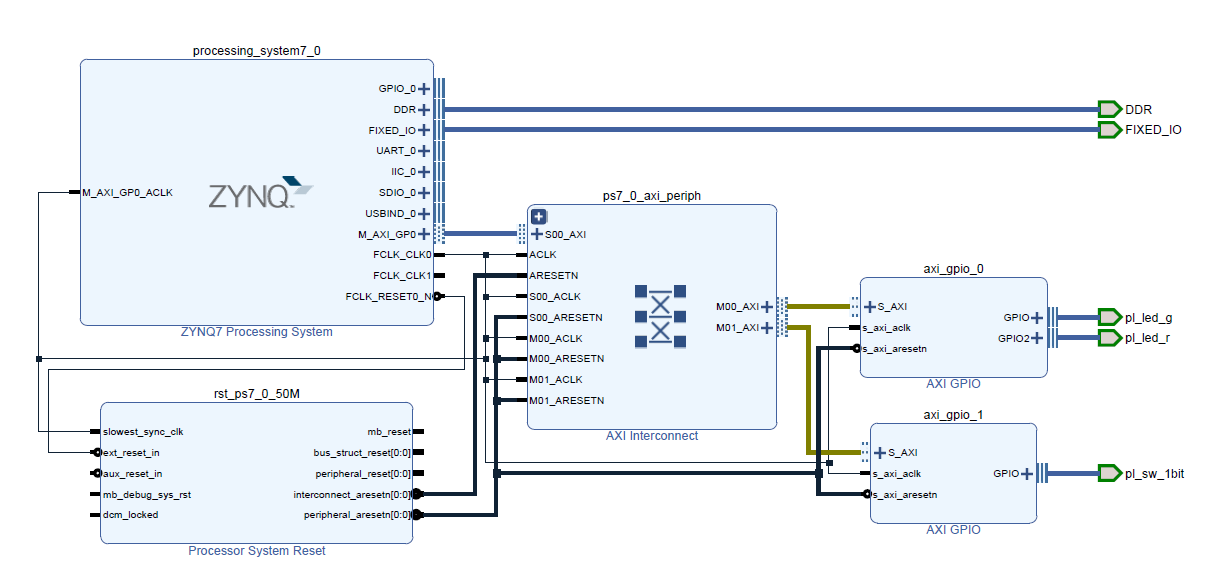 processing_system7_0
GPIO_0
DDR
FIXED_IO
UART_0
IIC_0
SDIO_0
USBIND_0
M_AXI_GP0
FCLK_CLK0
FCLK_CLK1
FCLK_RESET0_N
M_AXI_GP0_ACLK
ZYNQ
ZYNQ7 Processing System
DDR
FIXED_IO
rst_ps7_0_50M
slowest_sync_clk
ext_reset_in
aux_reset_in
mb_debug_sys_rst
dcm_locked
mb_reset
bus_struct_reset[0:0]
peripheral_reset[0:0]
interconnect_aresetn[0:0]
peripheral_aresetn[0:0]
Processor System Reset
ps7_0_axi_periph
S00_AXI
ACLK
ARESETN
S00_ACLK
S00_ARESETN
M00_ACLK
M00_ARESETN
M01_ACLK
M01_ARESETN
M00_AXI
M01_AXI
AXI Interconnect
axi_gpio_0
S_AXI
s_axi_aclk
s_axi_aresetn
GPIO
GPIO2
AXI GPIO
pl_led_g
pl_led_r
axi_gpio_1
S_AXI
s_axi_aclk
s_axi_aresetn
GPIO
AXI GPIO
pl_sw_1bit